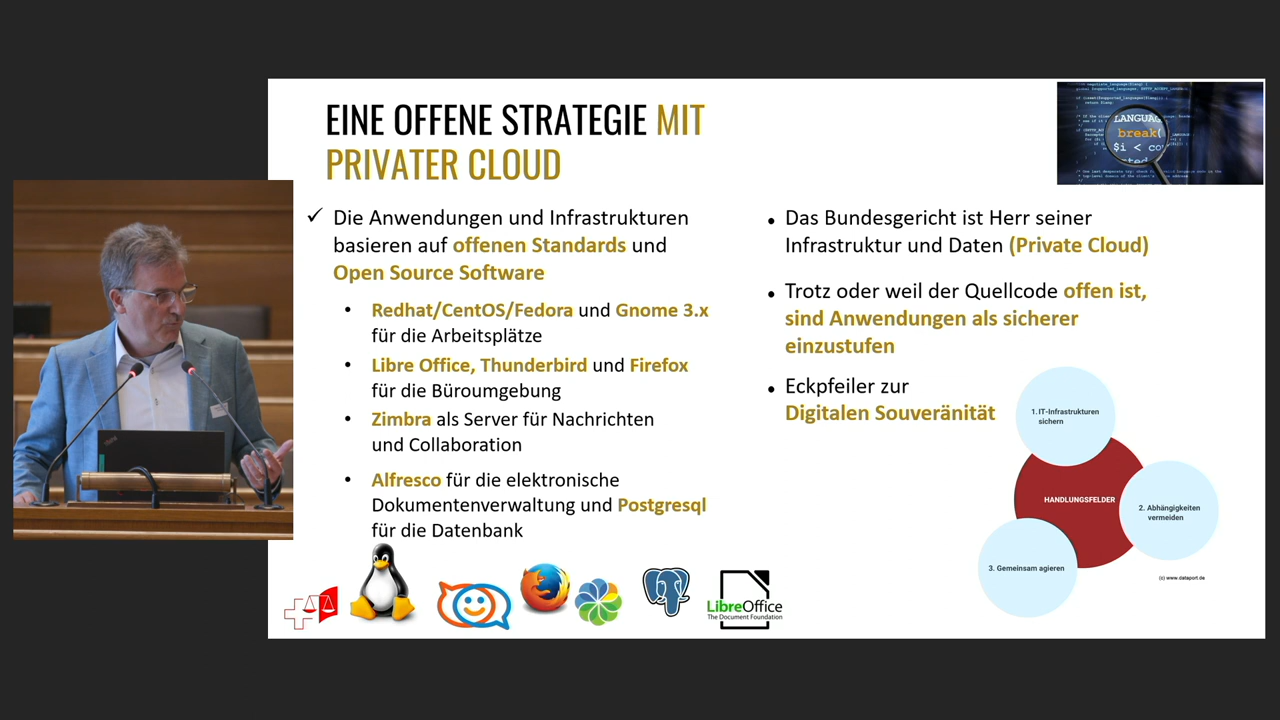 EINE OFFENE STRATEGIE MIT
PRIVATER CLOUD
Die Anwendungen und Infrastrukturen
basieren auf offenen Standards und
Open Source Software
• Redhat/CentOS/Fedora und Gnome 3.x
für die Arbeitsplätze
• Libre Office, Thunderbird und Firefox
für die Büroumgebung
• Zimbra als Server für Nachrichten
und Collaboration
• Alfresco für die elektronische
Dokumentenverwaltung und Postgresql
für die Datenbank
LibreOffice
The Document Foundation
LANGUAG
break(
$i < co
• Das Bundesgericht ist Herr seiner
Infrastruktur und Daten (Private Cloud)
• Trotz oder weil der Quellcode offen ist,
sind Anwendungen als sicherer
einzustufen
• Eckpfeiler zur
Digitalen Souveränität
1. IT-Infrastrukturen
sichern
HANDLUNGSFELDER
2. Abhängigkeiten
vermeiden
3. Gemeinsam agieren
(c) www.dataport.de